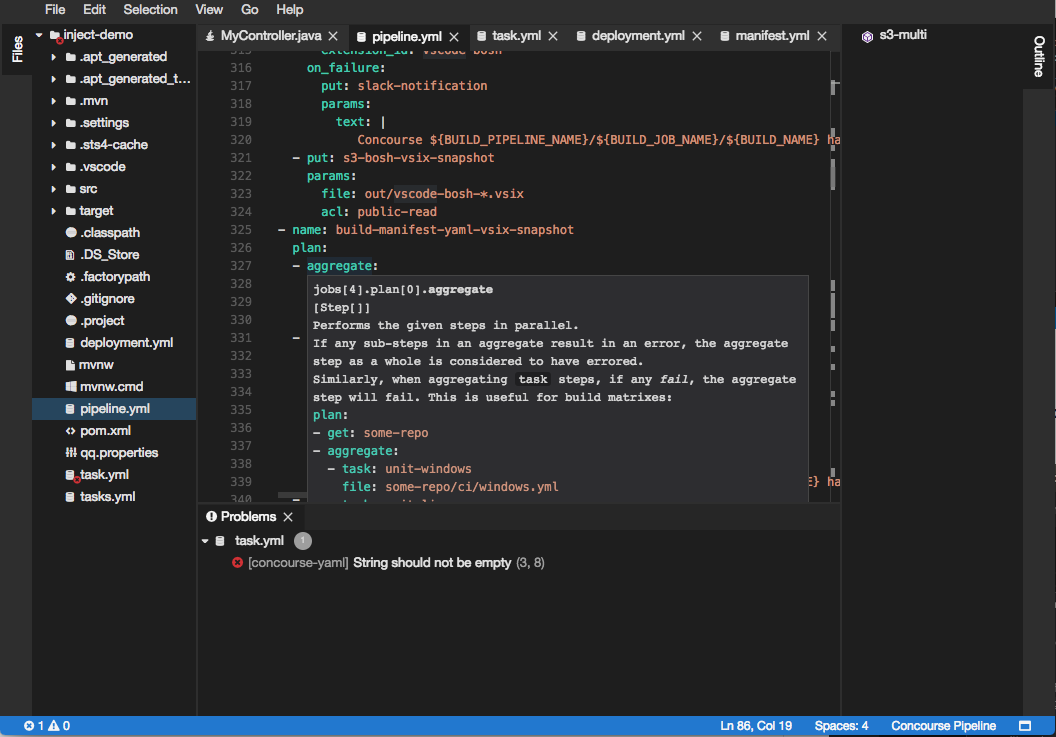 File Edit Selection View Go Help
Files
inject-demo
.apt_generated
.apt_generated_t...
.mvn
.settings
.sts4-cache
.vscode
src
target
.classpath
.DS_Store
.factorypath
.gitignore
.project
deployment.yml
mvnw
mvnw.cmd
pipeline.yml
pom.xml
qq.properties
task.yml
tasks.yml
MyController.java pipeline.yml task.yml deployment.yml manifest.yml
315 extension_id: vscode-bosh
316 on_failure:
317 put: slack-notification
318 params:
319 text: |
320 Concourse ${BUILD_PIPELINE_NAME}/${BUILD_JOB_NAME}/${BUILD_NAME} ha
321 - put: s3-bosh-vsix-snapshot
322 params:
323 file: out/vscode-bosh-*.vsix
324 acl: public-read
325 - name: build-manifest-yaml-vsix-snapshot
326 plan:
327 - aggregate:
328
329
330
331 -
332
333
334
335
336
337
338
339 E} ha
340 -
jobs[4].plan[0].aggregate
[Step[]]
Performs the given steps in parallel.
If any sub-steps in an aggregate result in an error, the aggregate
step as a whole is considered to have errored.
Similarly, when aggregating task steps, if any fail, the aggregate
step will fail. This is useful for build matrixes:
plan:
- get: some-repo
- aggregate:
- task: unit-windows
file: some-repo/ci/windows.yml
Problems
task.yml 1
[concourse-yaml] String should not be empty (3, 8)
s3-multi
Outline
1 0
Ln 86, Col 19 Spaces: 4 Concourse Pipeline